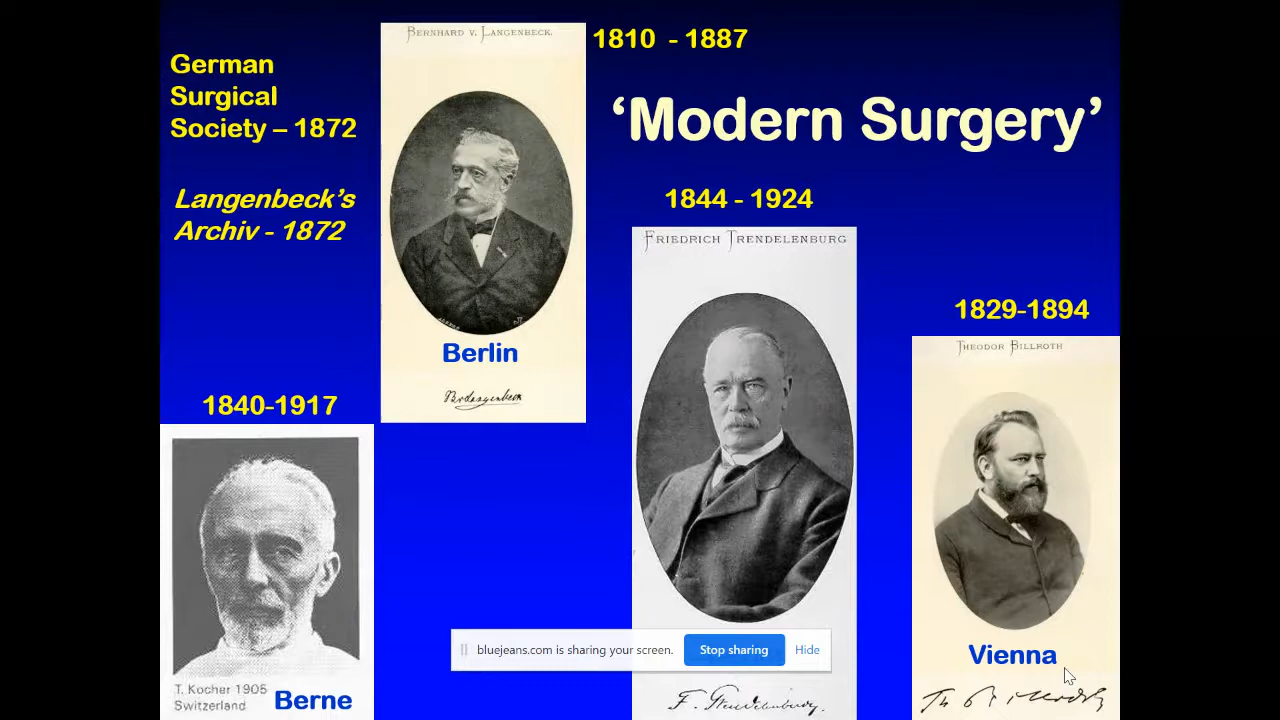 German
Surgical
Society – 1872
Langenbeck's
Archiv - 1872
BERNHARD V. LANGENBECK.
1810 - 1887
'Modern Surgery'
Berlin
1844 - 1924
FRIEDRICH TRENDELENBURG
1829-1894
THEODOR BILLROTH
1840-1917
T. Kocher 1905
Switzerland
Berne
bluejeans.com is sharing your screen.
Stop sharing
Hide
F. Trendelenburg.
Vienna